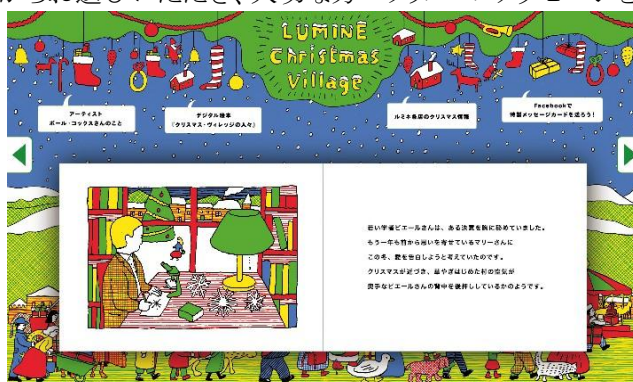 LUMINE
Christmas
Village
アーティスト
ポール・コックスさんのこと
デジタル絵本
『クリスマス・ヴィレッジの人々』
ルミネ各店のクリスマス情報
Facebookで
特製メッセージカードを送ろう！
若い学者ピエールさんは、ある決意を胸に秘めていました。
もう一年も前から思いを寄せているマリーさんに
この冬、愛を告白しようと考えていたのです。
クリスマスが近づき、華やぎはじめた村の空気が
奥手なピエールさんの背中を後押ししているかのようです。